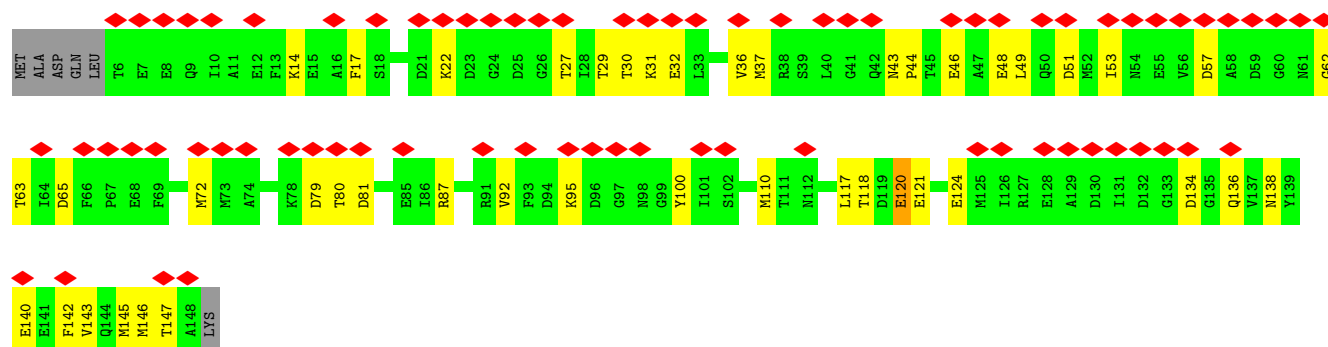 MET ALA ASP GLN LEU T6 E7 E8 Q9 I10 A11 E12 F13 K14 E15 A16 F17 S18 D21 K22 D23 G24 D25 G26 T27 I28 T29 T30 K31 E32 L33 V36 M37 R38 S39 L40 G41 Q42 N43 P44 T45 E46 A47 E48 L49 Q50 D51 M52 I53 N54 E55 V56 D57 A58 D59 G60 N61 G62
T63 I64 D65 F66 P67 E68 F69 M72 M73 A74 K78 D79 T80 D81 E85 I86 R87 R91 V92 F93 D94 K95 D96 G97 N98 G99 Y100 I101 S102 M110 T111 N112 L117 T118 D119 E120 E121 E124 M125 I126 R127 E128 A129 D130 I131 D132 G133 D134 G135 Q136 V137 N138 Y139
E140 E141 F142 V143 Q144 M145 M146 T147 A148 LYS